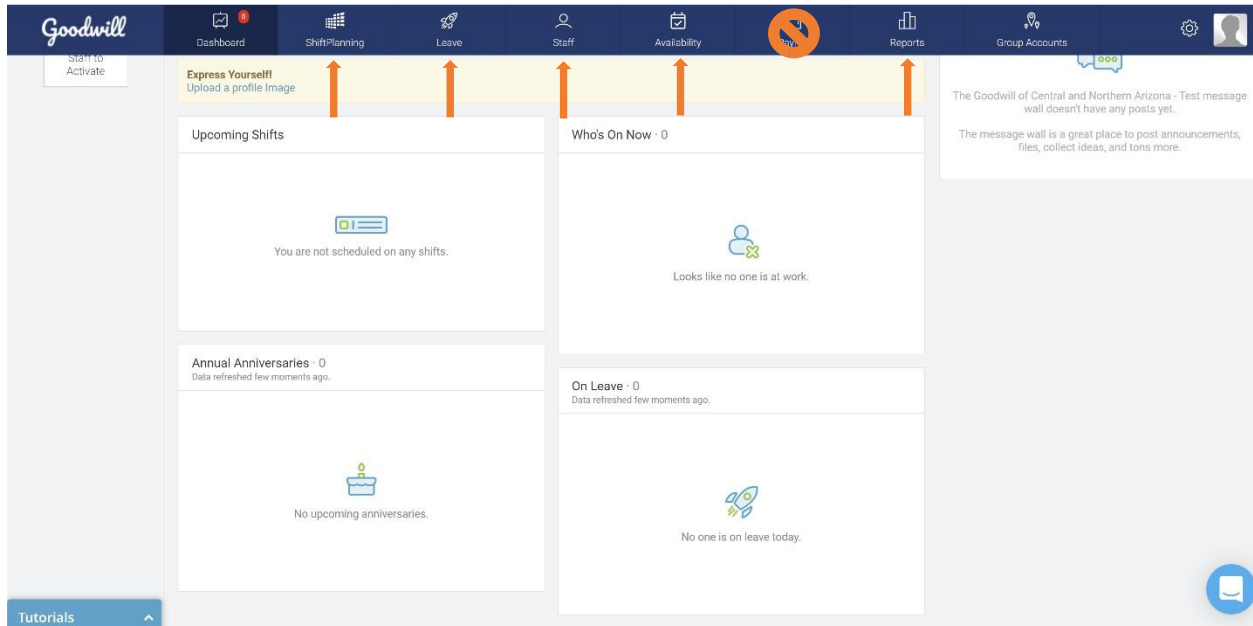 Goodwill
8
Dashboard
ShiftPlanning
Leave
Staff
Availability
Reports
Group Accounts
Staff to
Activate
Express Yourself!
Upload a profile Image
The Goodwill of Central and Northern Arizona - Test message
wall doesn't have any posts yet.
The message wall is a great place to post announcements,
files, collect ideas, and tons more.
Upcoming Shifts
You are not scheduled on any shifts.
Who's On Now · 0
Looks like no one is at work.
Annual Anniversaries · 0
Data refreshed few moments ago.
No upcoming anniversaries.
On Leave · 0
Data refreshed few moments ago.
No one is on leave today.
Tutorials